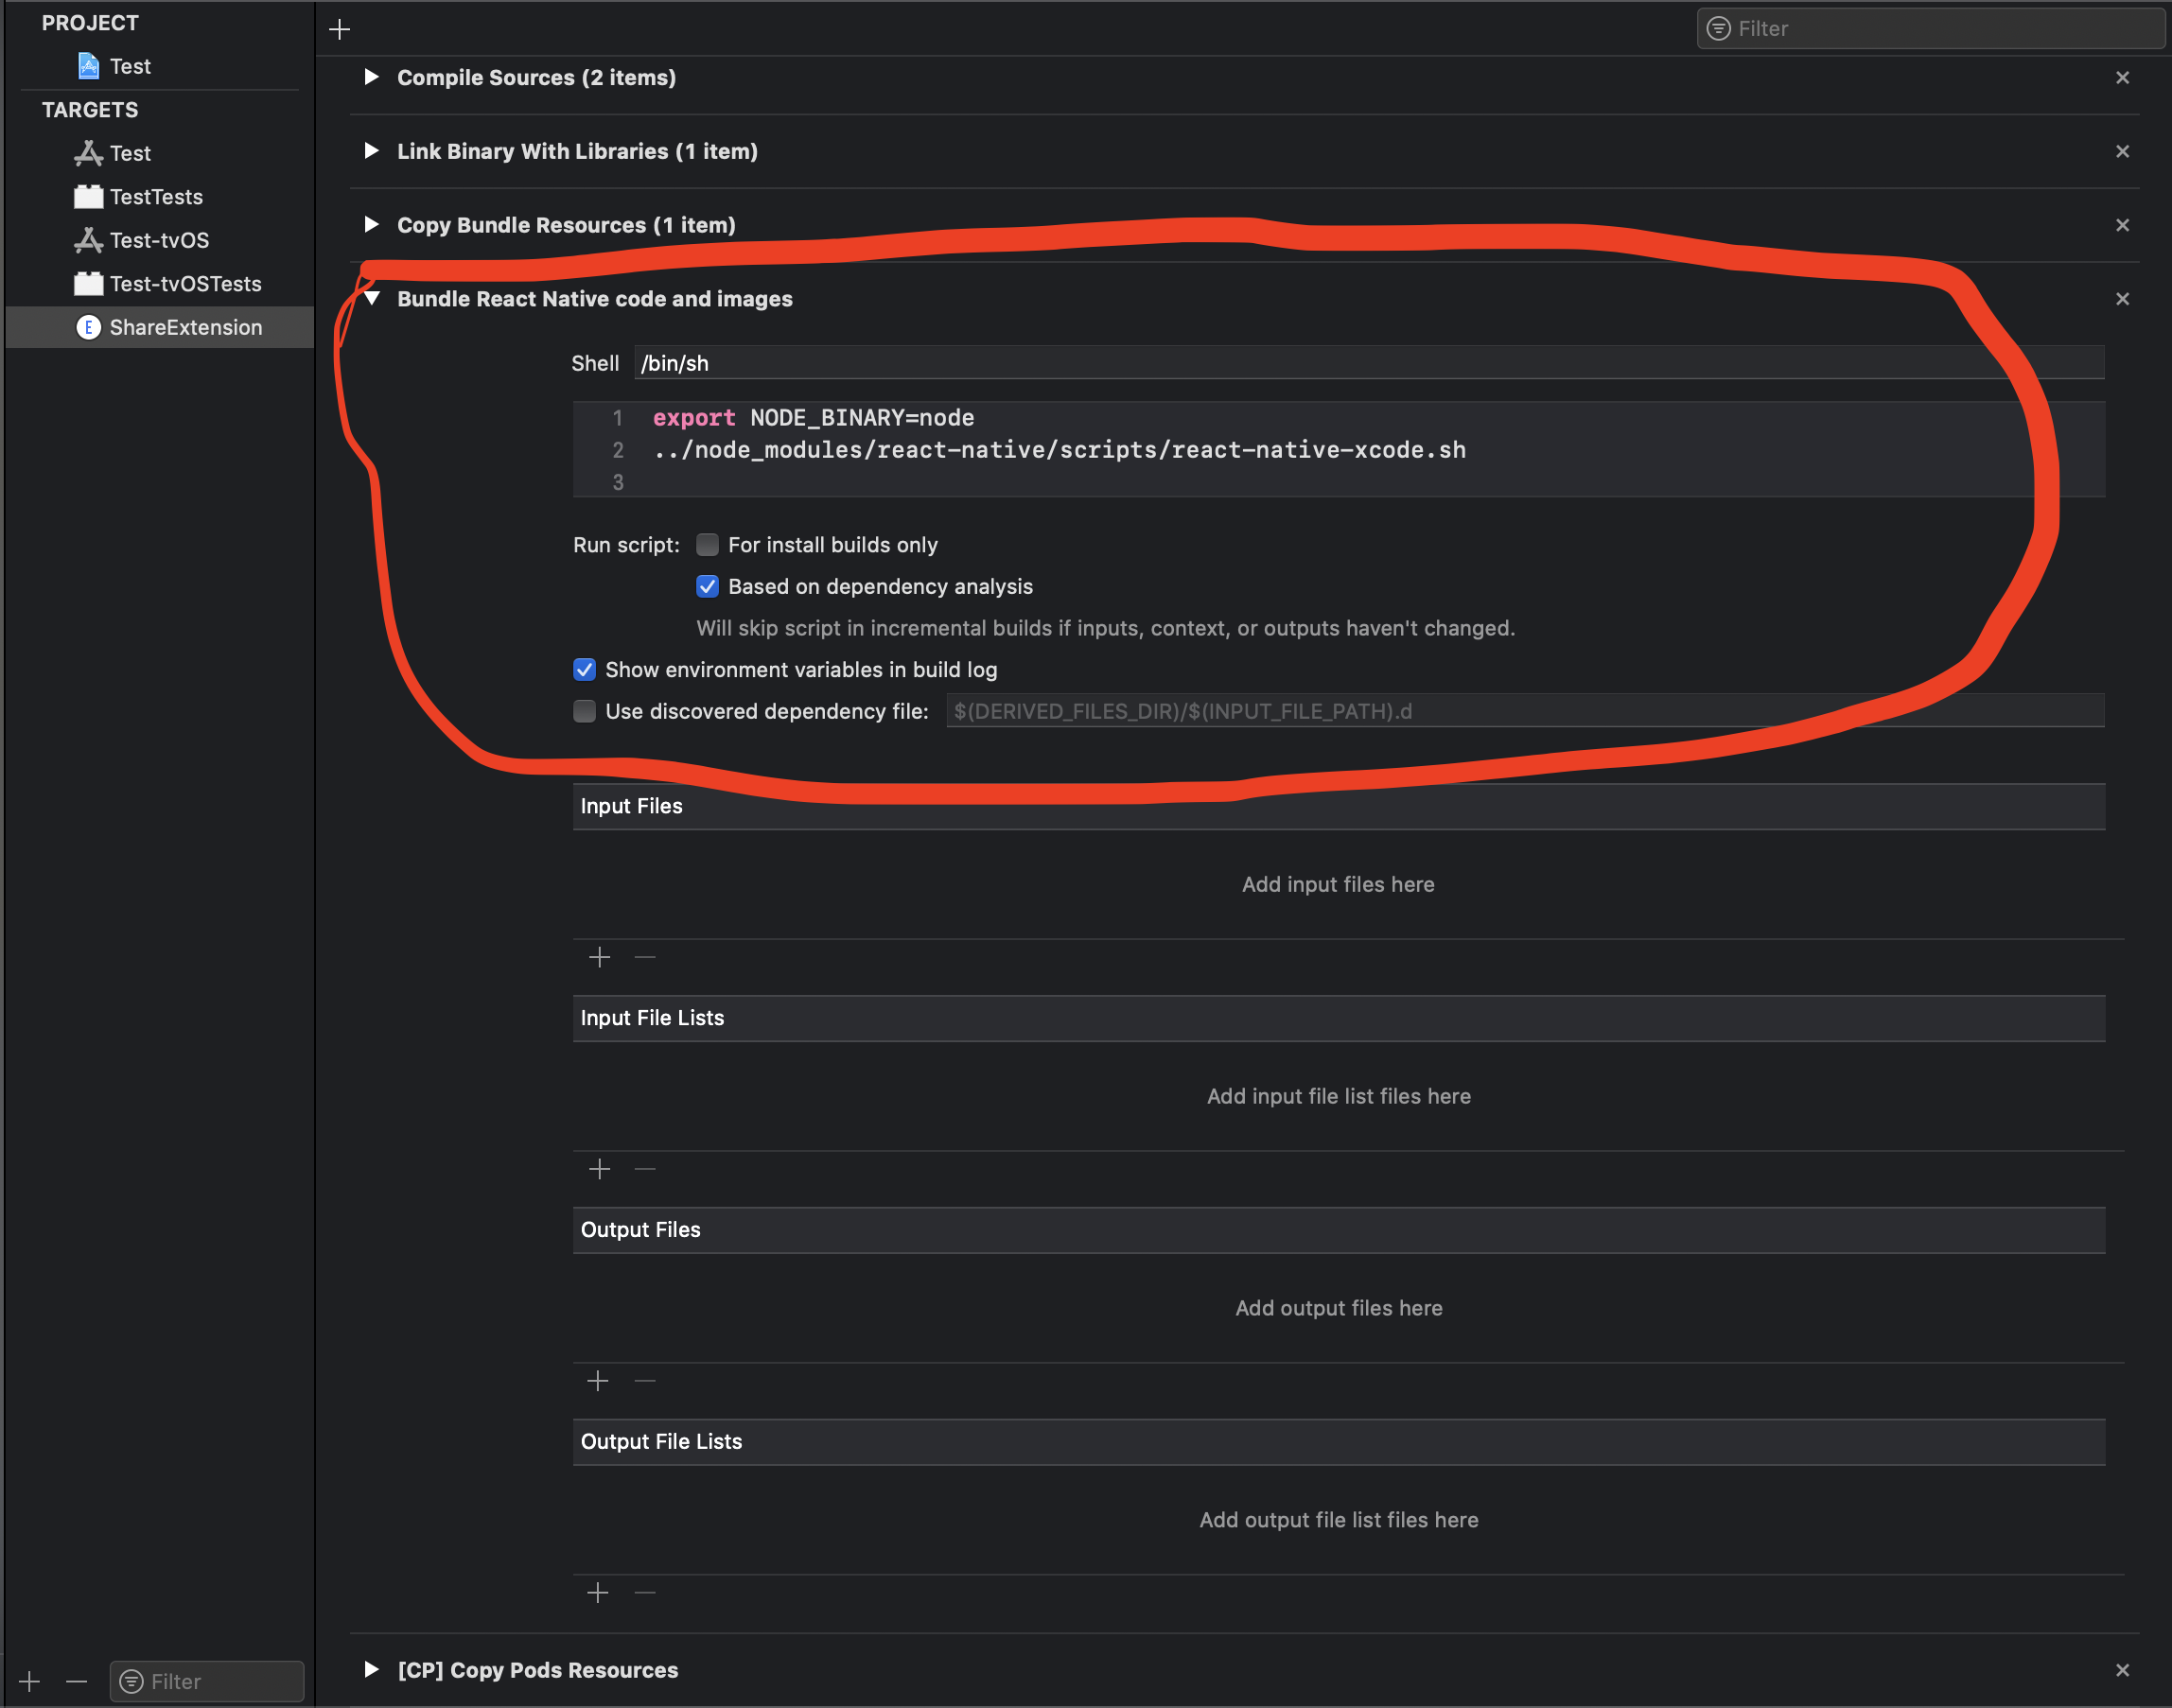 PROJECT
Test
TARGETS
Test
TestTests
Test-tvOS
Test-tvOSTests
E ShareExtension
Filter
Filter
Compile Sources (2 items)
Link Binary With Libraries (1 item)
Copy Bundle Resources (1 item)
Bundle React Native code and images
Shell /bin/sh
1 export NODE_BINARY=node
2 ../node_modules/react-native/scripts/react-native-xcode.sh
3
Run script: For install builds only
Based on dependency analysis
Will skip script in incremental builds if inputs, context, or outputs haven't changed.
Show environment variables in build log
Use discovered dependency file: $(DERIVED_FILES_DIR)/$(INPUT_FILE_PATH).d
Input Files
Add input files here
Input File Lists
Add input file list files here
Output Files
Add output files here
Output File Lists
Add output file list files here
[CP] Copy Pods Resources